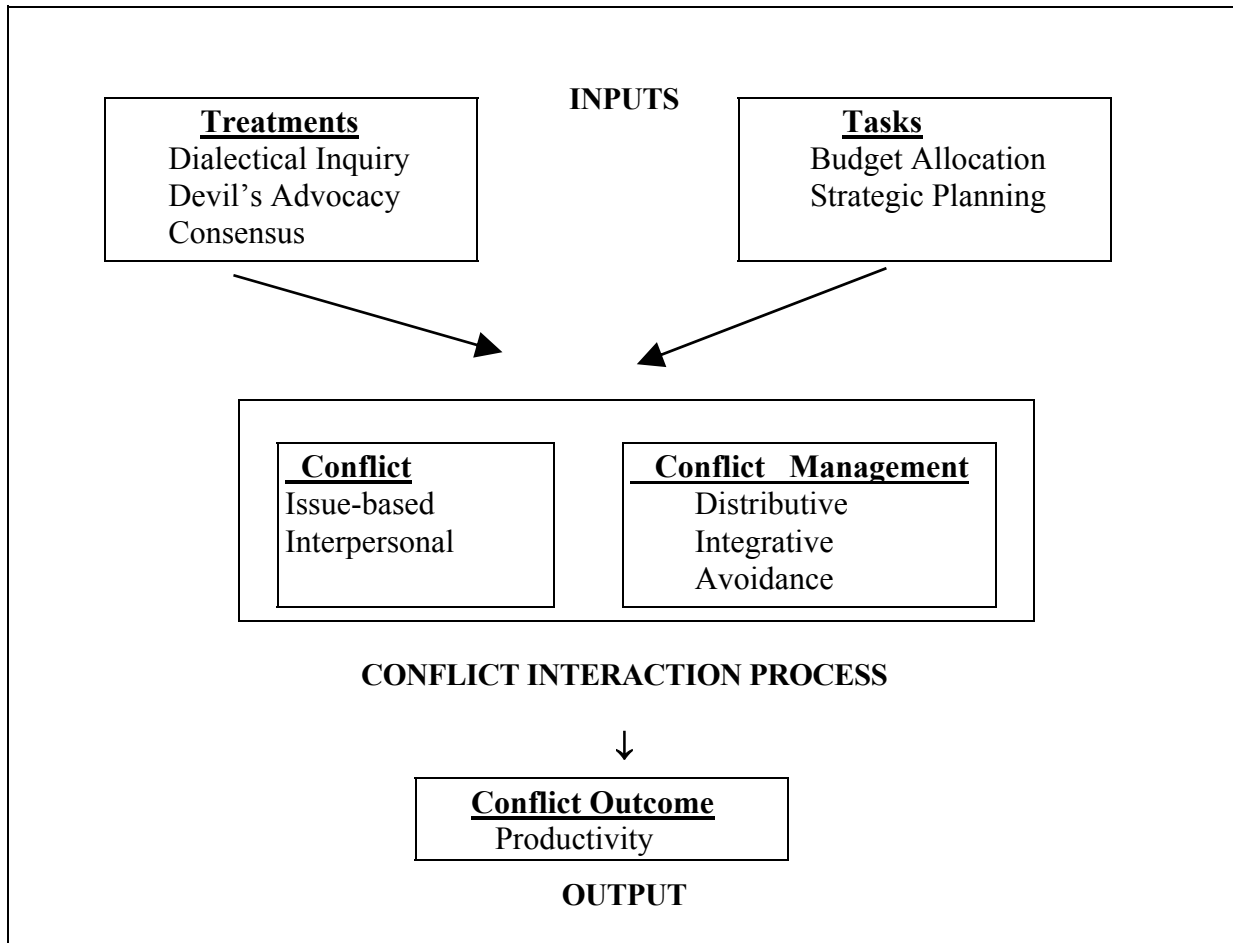 INPUTS
Treatments
Dialectical Inquiry
Devil’s Advocacy
Consensus
Tasks
Budget Allocation
Strategic Planning
Conflict
Issue-based
Interpersonal
Conflict Management
Distributive
Integrative
Avoidance
CONFLICT INTERACTION PROCESS
↓
Conflict Outcome
Productivity
OUTPUT